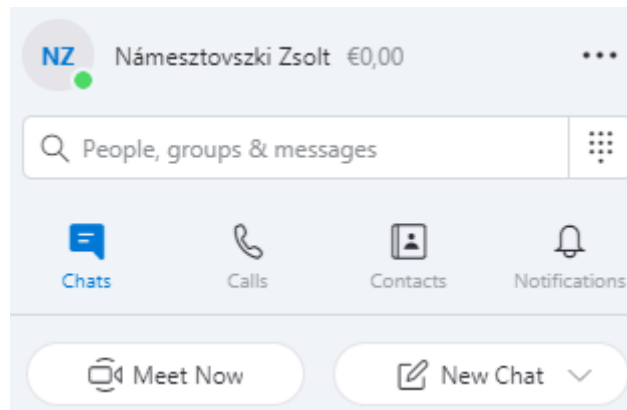 NZ Námesztovszki Zsolt €0,00
People, groups & messages
Chats Calls Contacts Notifications
Meet Now New Chat